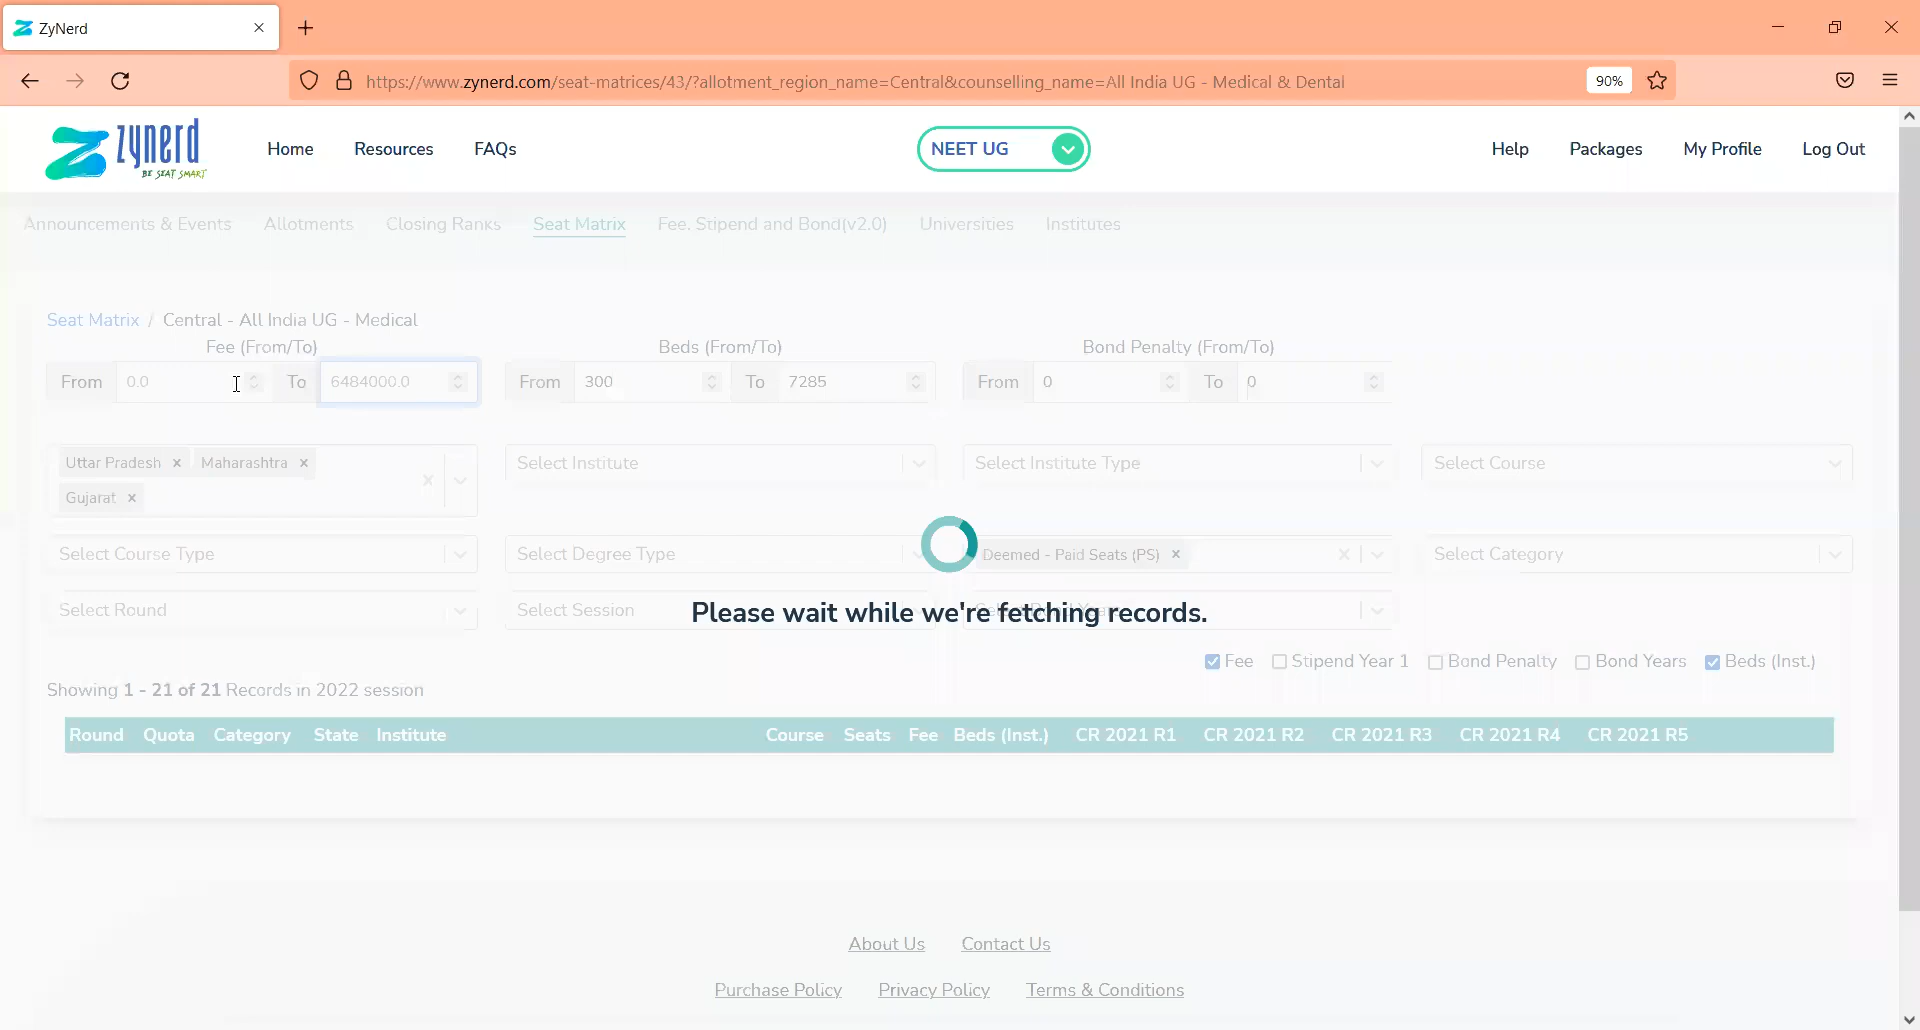 ZyNerd
https://www.zynerd.com/seat-matrices/43/?allotment_region_name=Central&counselling_name=All India UG - Medical & Dental
90%
zynerd
BE SEAT SMART
Home
Resources
FAQs
NEET UG
Help
Packages
My Profile
Log Out
Announcements & Events
Allotments
Closing Ranks
Seat Matrix
Fee, Stipend and Bond(v2.0)
Universities
Institutes
Seat Matrix / Central - All India UG - Medical
Fee (From/To)
Beds (From/To)
Bond Penalty (From/To)
From 0.0 To 6484000.0
From 300 To 7285
From 0 To 0
Uttar Pradesh × Maharashtra ×
Gujarat ×
Select Institute
Select Institute Type
Select Course
Select Course Type
Select Degree Type
Deemed - Paid Seats (PS) ×
Select Category
Select Round
Select Session
Please wait while we're fetching records.
Fee
Stipend Year 1
Bond Penalty
Bond Years
Beds (Inst.)
Showing 1 - 21 of 21 Records in 2022 session
Round Quota Category State Institute Course Seats Fee Beds (Inst.) CR 2021 R1 CR 2021 R2 CR 2021 R3 CR 2021 R4 CR 2021 R5
About Us
Contact Us
Purchase Policy
Privacy Policy
Terms & Conditions